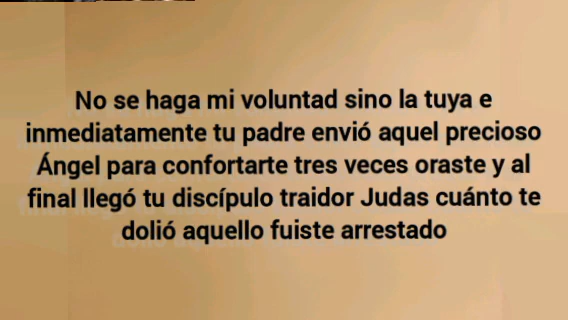 No se haga mi voluntad sino la tuya e
inmediatamente tu padre envió aquel precioso
Ángel para confortarte tres veces oraste y al
final llegó tu discípulo traidor Judas cuánto te
dolió aquello fuiste arrestado